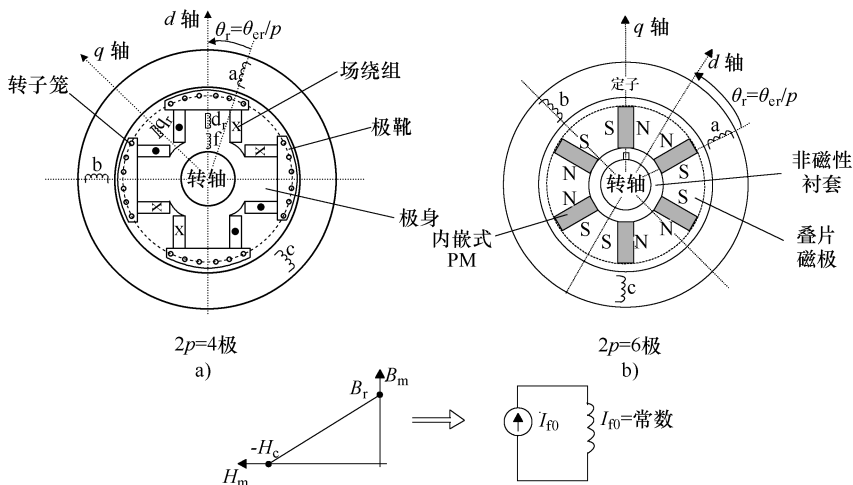 d 轴
θr=θer/p
q 轴
转子笼
a
场绕组
dr
f
qr
x
极靴
x
b
转轴
x
x
极身
c
2p=4极
a)
q 轴
d 轴
定子
θr=θer/p
b
a
S
N
S
N
N
S
转轴
非磁性
衬套
N
S
N
S
S
N
内嵌式
PM
叠片
磁极
c
2p=6极
b)
Bm
Br
-Hc
Hm
If0
If0=常数